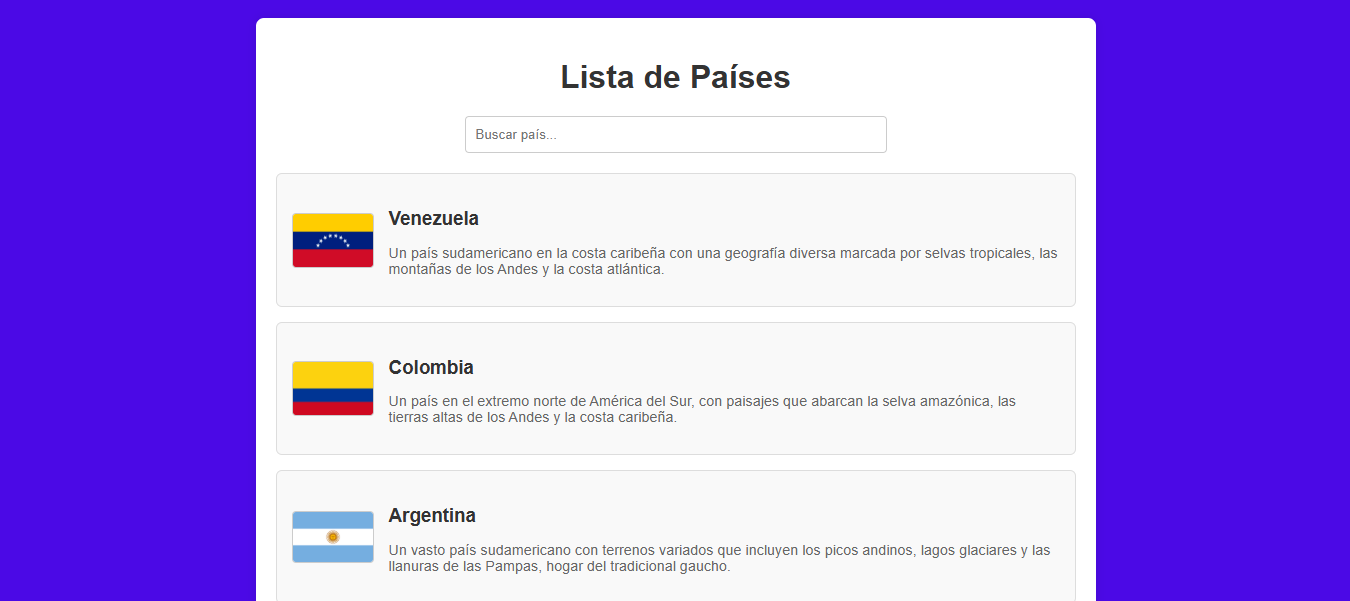 Lista de Países
Buscar país...
Venezuela
Un país sudamericano en la costa caribeña con una geografía diversa marcada por selvas tropicales, las
montañas de los Andes y la costa atlántica.
Colombia
Un país en el extremo norte de América del Sur, con paisajes que abarcan la selva amazónica, las
tierras altas de los Andes y la costa caribeña.
Argentina
Un vasto país sudamericano con terrenos variados que incluyen los picos andinos, lagos glaciares y las
llanuras de las Pampas, hogar del tradicional gaucho.